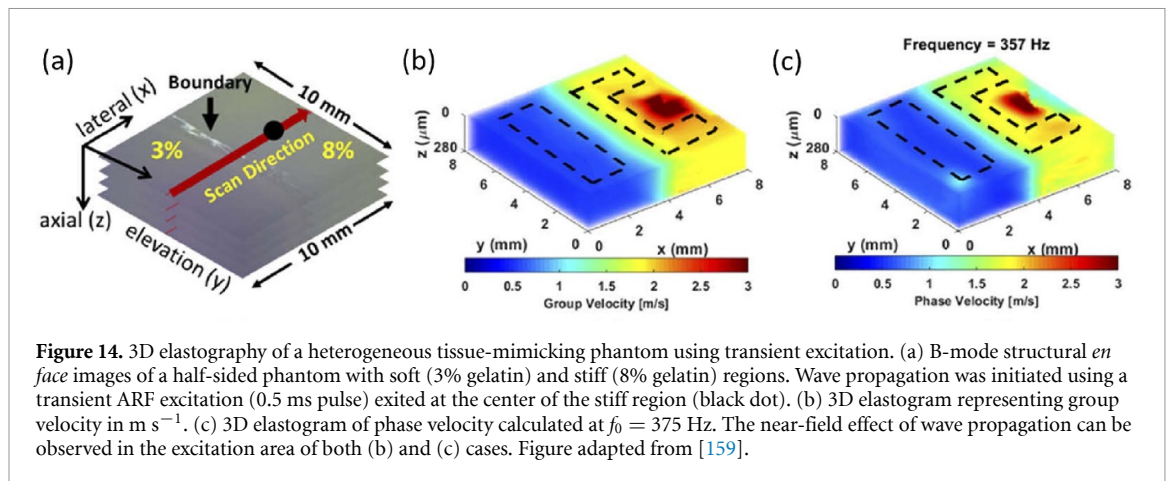 (a)
Boundary
lateral (x)
10 mm
3%
8%
Scan Direction
axial (z)
elevation (y)
10 mm
(b)
0
z (µm)
280
8
6
4
2
0
0
2
4
6
8
y (mm)
x (mm)
0 0.5 1 1.5 2 2.5 3
Group Velocity [m/s]
(c)
Frequency = 357 Hz
0
z (µm)
280
8
6
4
2
0
0
2
4
6
8
y (mm)
x (mm)
0 0.5 1 1.5 2 2.5 3
Phase Velocity [m/s]
Figure 14. 3D elastography of a heterogeneous tissue-mimicking phantom using transient excitation. (a) B-mode structural en
face images of a half-sided phantom with soft (3% gelatin) and stiff (8% gelatin) regions. Wave propagation was initiated using a
transient ARF excitation (0.5 ms pulse) exited at the center of the stiff region (black dot). (b) 3D elastogram representing group
velocity in m s⁻¹. (c) 3D elastogram of phase velocity calculated at f₀ = 375 Hz. The near-field effect of wave propagation can be
observed in the excitation area of both (b) and (c) cases. Figure adapted from [159].